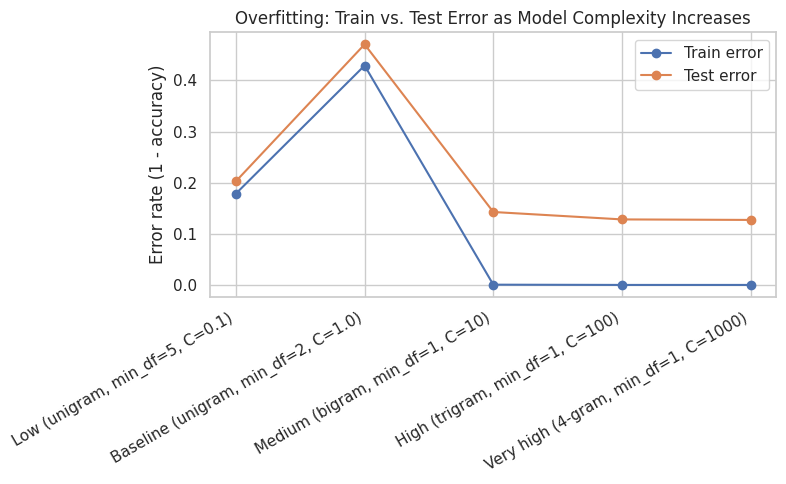 Overfitting: Train vs. Test Error as Model Complexity Increases
Train error
Test error
Error rate (1 - accuracy)
0.4
0.3
0.2
0.1
0.0
Low (unigram, min_df=5, C=0.1)
Baseline (unigram, min_df=2, C=1.0)
Medium (bigram, min_df=1, C=10)
High (trigram, min_df=1, C=100)
Very high (4-gram, min_df=1, C=1000)